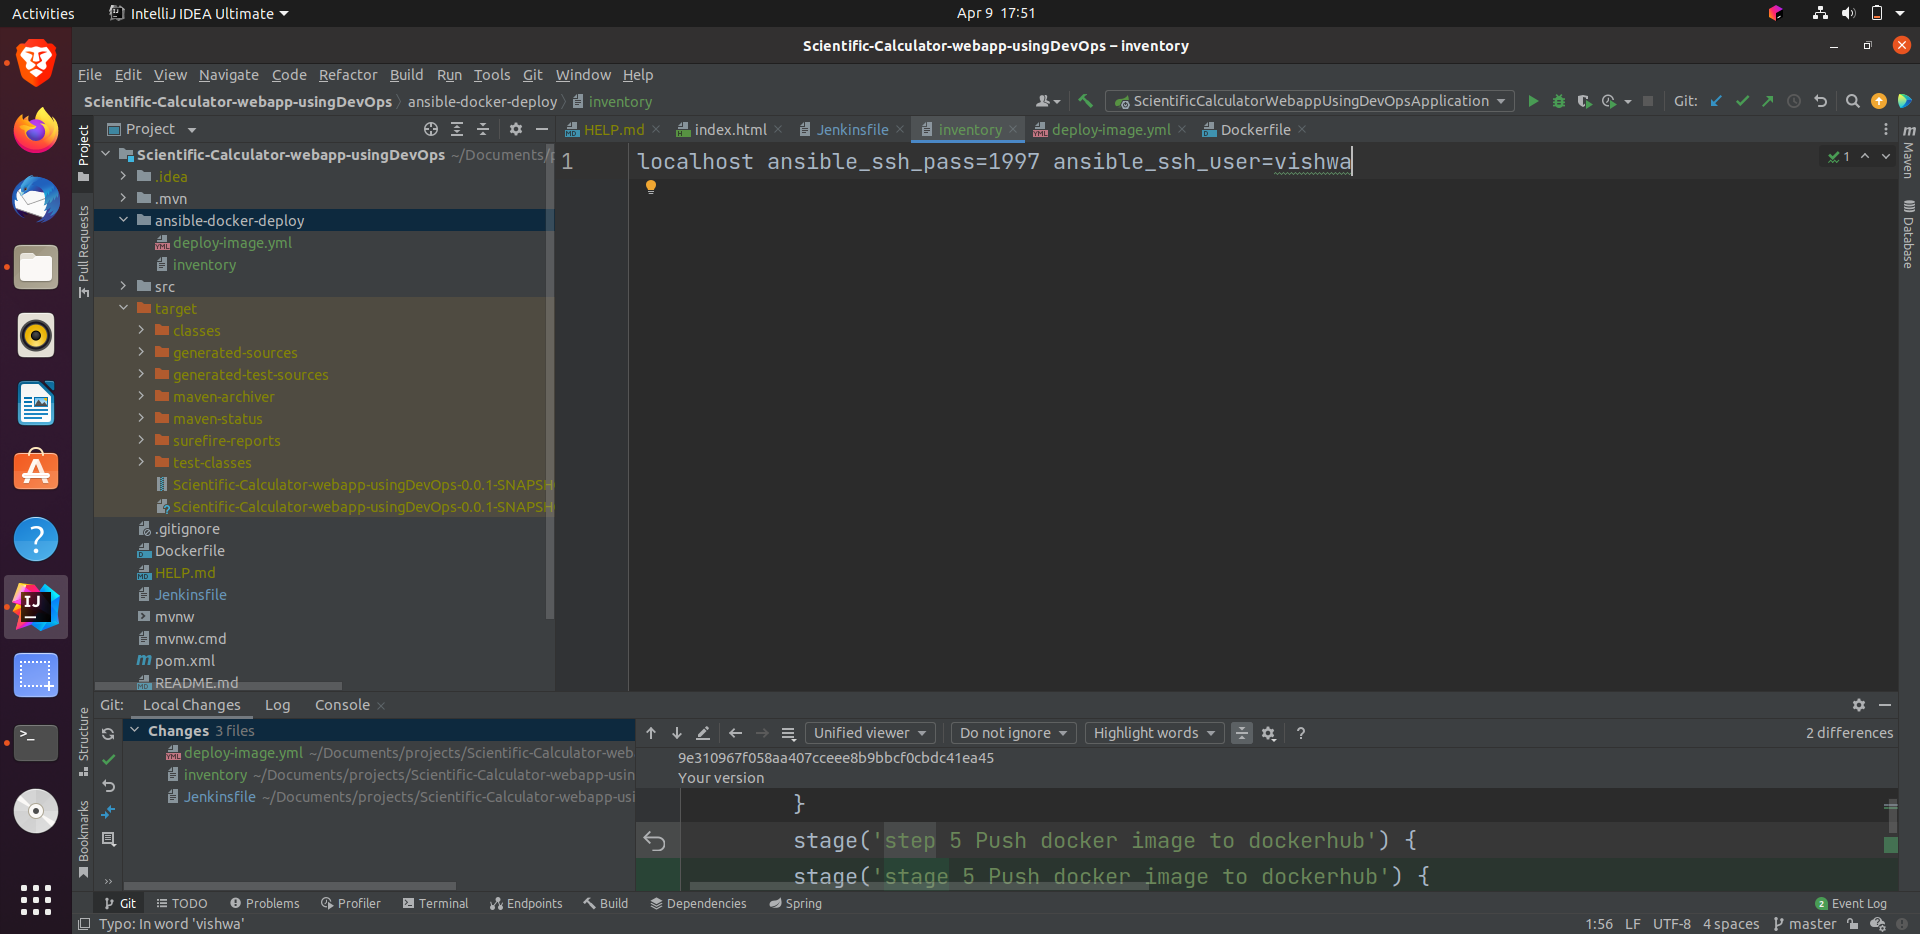 Activities
IntelliJ IDEA Ultimate
Apr 9 17:51
Scientific-Calculator-webapp-usingDevOps – inventory
File Edit View Navigate Code Refactor Build Run Tools Git Window Help
Scientific-Calculator-webapp-usingDevOps ansible-docker-deploy inventory
ScientificCalculatorWebappUsingDevOpsApplication
Git:
Project
HELP.md index.html Jenkinsfile inventory deploy-image.yml Dockerfile
Scientific-Calculator-webapp-usingDevOps ~/Documents/p
.idea
.mvn
ansible-docker-deploy
deploy-image.yml
inventory
src
target
classes
generated-sources
generated-test-sources
maven-archiver
maven-status
surefire-reports
test-classes
Scientific-Calculator-webapp-usingDevOps-0.0.1-SNAPSH
Scientific-Calculator-webapp-usingDevOps-0.0.1-SNAPSH
.gitignore
Dockerfile
HELP.md
Jenkinsfile
mvnw
mvnw.cmd
pom.xml
README.md
1 localhost ansible_ssh_pass=1997 ansible_ssh_user=vishwa
1
Project
Pull Requests
Structure
Bookmarks
Maven
Database
Git: Local Changes Log Console
Changes 3 files
deploy-image.yml ~/Documents/projects/Scientific-Calculator-web
inventory ~/Documents/projects/Scientific-Calculator-webapp-usin
Jenkinsfile ~/Documents/projects/Scientific-Calculator-webapp-usi
Unified viewer Do not ignore Highlight words ? 2 differences
9e310967f058aa407cceee8b9bbcf0cbdc41ea45
Your version
}
stage('step 5 Push docker image to dockerhub') {
stage('stage 5 Push docker image to dockerhub') {
Git TODO Problems Profiler Terminal Endpoints Build Dependencies Spring
2 Event Log
Typo: In word 'vishwa'
1:56 LF UTF-8 4 spaces master